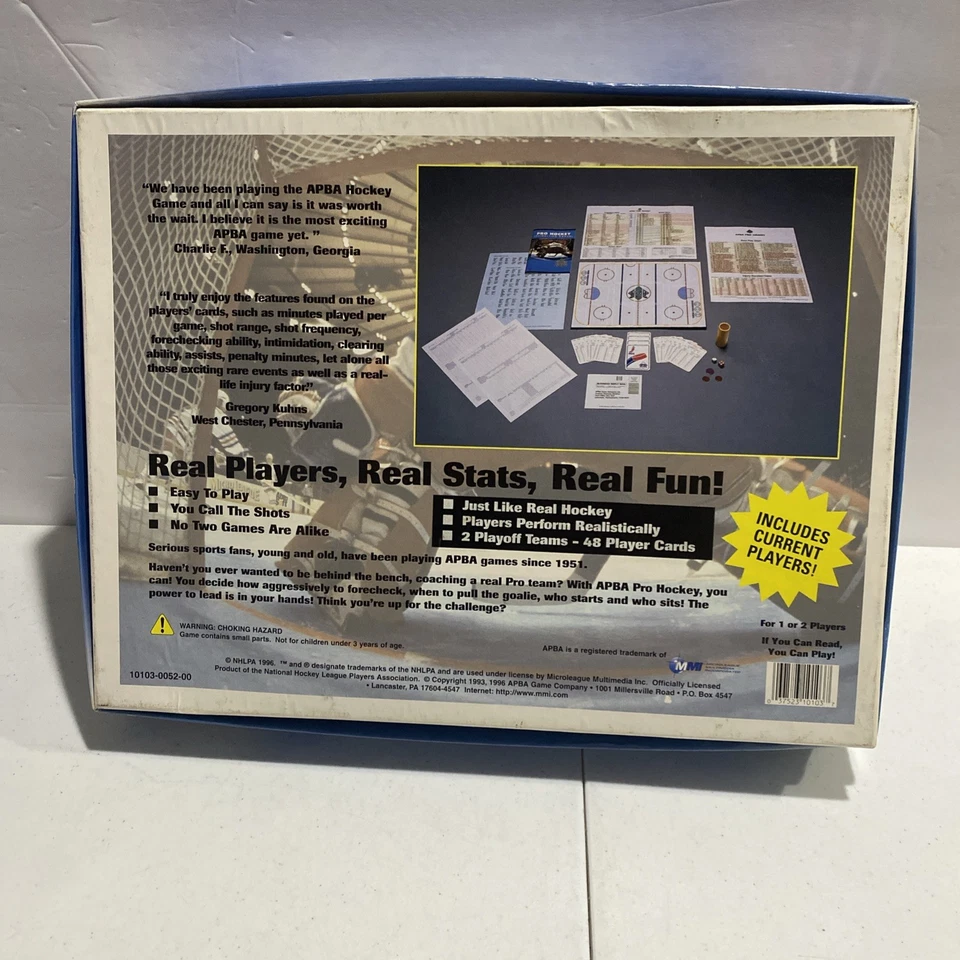 “We have been playing the APBA Hockey
Game and all I can say is it was worth
the wait. I believe it is the most exciting
APBA game yet. ”
Charlie F., Washington, Georgia
“I truly enjoy the features found on the
players' cards, such as minutes played per
game, shot range, shot frequency,
forechecking ability, intimidation, clearing
ability, assists, penalty minutes, let alone all
those exciting rare events as well as a real-
life injury factor.”
Gregory Kuhns
West Chester, Pennsylvania
PRO HOCKEY
Real Players, Real Stats, Real Fun!
Easy To Play
You Call The Shots
No Two Games Are Alike
Just Like Real Hockey
Players Perform Realistically
2 Playoff Teams - 48 Player Cards
INCLUDES
CURRENT
PLAYERS!
Serious sports fans, young and old, have been playing APBA games since 1951.
Haven't you ever wanted to be behind the bench, coaching a real Pro team? With APBA Pro Hockey, you
can! You decide how aggressively to forecheck, when to pull the goalie, who starts and who sits! The
power to lead is in your hands! Think you're up for the challenge?
For 1 or 2 Players
If You Can Read,
You Can Play!
WARNING: CHOKING HAZARD
Game contains small parts. Not for children under 3 years of age.
APBA is a registered trademark of
MMI
© NHLPA 1996. ™ and ® designate trademarks of the NHLPA and are used under license by Microleague Multimedia Inc. Officially Licensed
Product of the National Hockey League Players Association. © Copyright 1993, 1996 APBA Game Company • 1001 Millersville Road • P.O. Box 4547
• Lancaster, PA 17604-4547 Internet: http://www.mmi.com
10103-0052-00